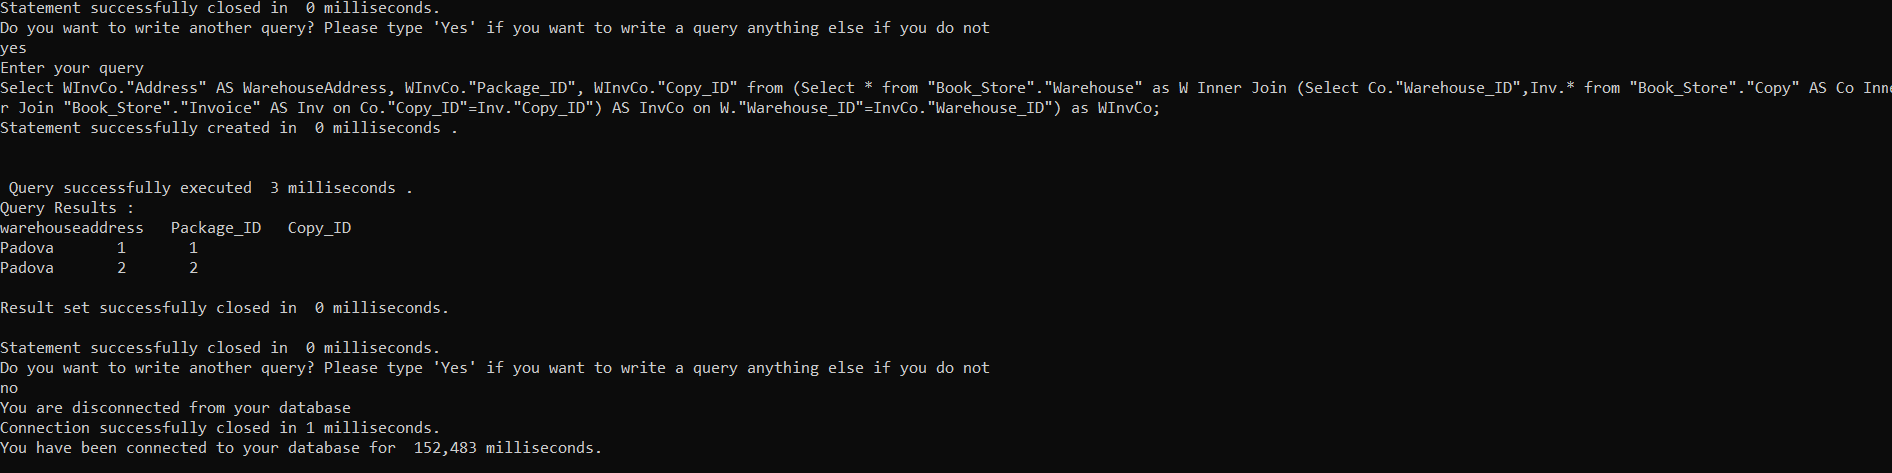 Statement successfully closed in  0 milliseconds.
Do you want to write another query? Please type 'Yes' if you want to write a query anything else if you do not
yes
Enter your query
Select WInvCo."Address" AS WarehouseAddress, WInvCo."Package_ID", WInvCo."Copy_ID" from (Select * from "Book_Store"."Warehouse" as W Inner Join (Select Co."Warehouse_ID",Inv.* from "Book_Store"."Copy" AS Co Inne
r Join "Book_Store"."Invoice" AS Inv on Co."Copy_ID"=Inv."Copy_ID") AS InvCo on W."Warehouse_ID"=InvCo."Warehouse_ID") as WInvCo;
Statement successfully created in  0 milliseconds .
 Query successfully executed  3 milliseconds .
Query Results :
warehouseaddress   Package_ID   Copy_ID
Padova       1       1
Padova       2       2
Result set successfully closed in  0 milliseconds.
Statement successfully closed in  0 milliseconds.
Do you want to write another query? Please type 'Yes' if you want to write a query anything else if you do not
no
You are disconnected from your database
Connection successfully closed in 1 milliseconds.
You have been connected to your database for  152,483 milliseconds.